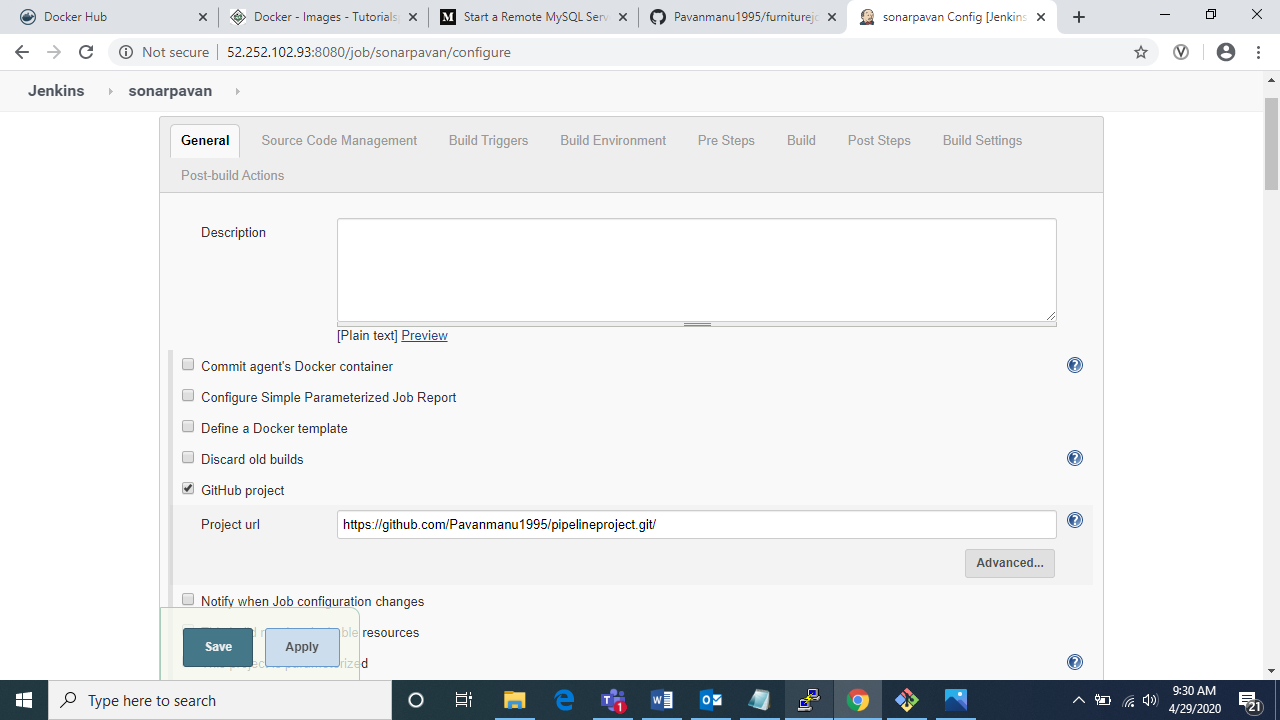 Docker Hub
Docker - Images - Tutorials
Start a Remote MySQL Serv
Pavanmanu1995/furniturejo
sonarpavan Config [Jenkins
Not secure
52.252.102.93:8080/job/sonarpavan/configure
Jenkins
sonarpavan
General
Source Code Management
Build Triggers
Build Environment
Pre Steps
Build
Post Steps
Build Settings
Post-build Actions
Description
[Plain text] Preview
Commit agent's Docker container
Configure Simple Parameterized Job Report
Define a Docker template
Discard old builds
GitHub project
Project url
https://github.com/Pavanmanu1995/pipelineproject.git/
Advanced...
Notify when Job configuration changes
resources
Save
Apply
Type here to search
1
9:30 AM
4/29/2020
21